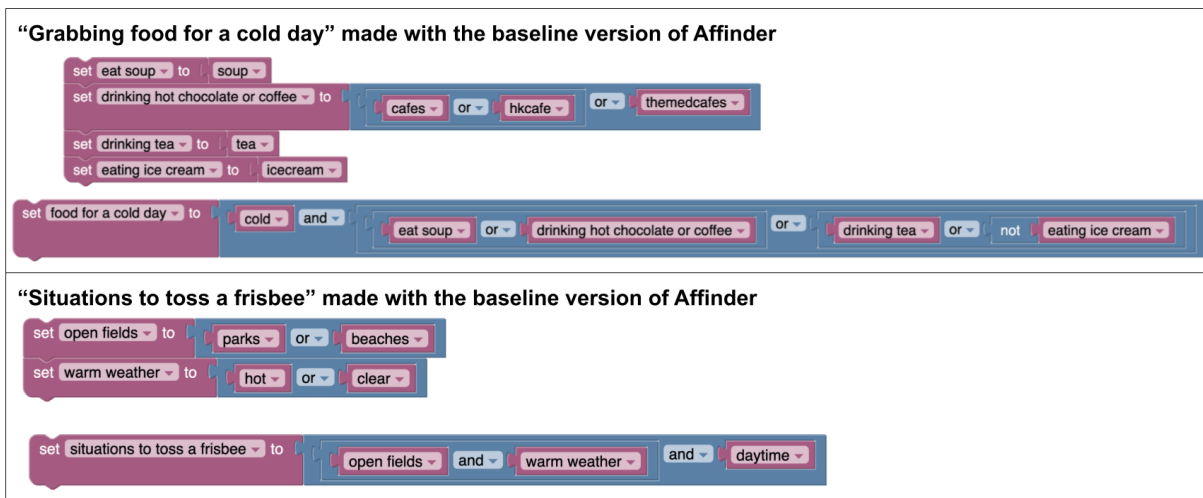 “Grabbing food for a cold day” made with the baseline version of Affinder
set eat soup to soup
set drinking hot chocolate or coffee to cafes or hkcafe or themedcafes
set drinking tea to tea
set eating ice cream to icecream
set food for a cold day to cold and eat soup or drinking hot chocolate or coffee or drinking tea or not eating ice cream
“Situations to toss a frisbee” made with the baseline version of Affinder
set open fields to parks or beaches
set warm weather to hot or clear
set situations to toss a frisbee to open fields and warm weather and daytime